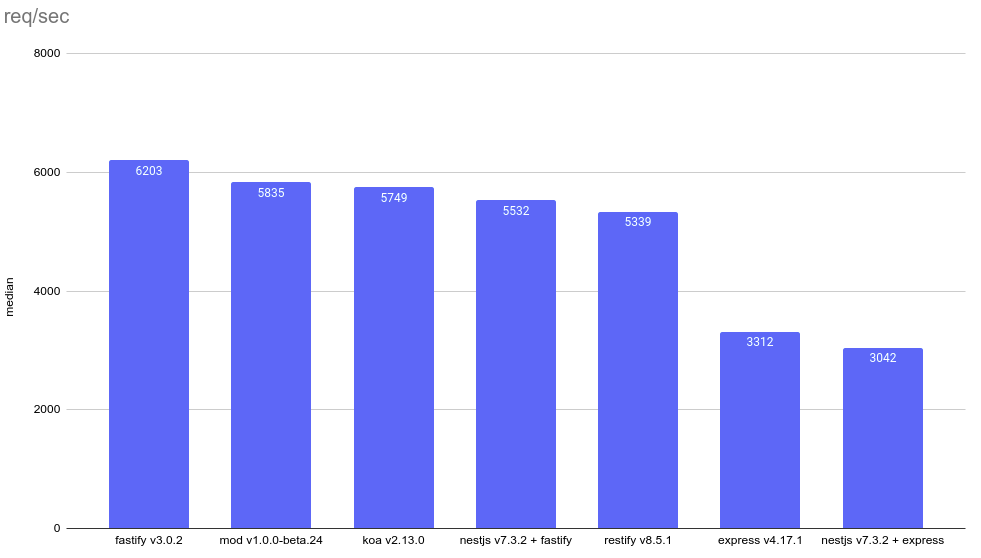 req/sec
8000
6000
4000
2000
0
median
6203
5835
5749
5532
5339
3312
3042
fastify v3.0.2
mod v1.0.0-beta.24
koa v2.13.0
nestjs v7.3.2 + fastify
restify v8.5.1
express v4.17.1
nestjs v7.3.2 + express